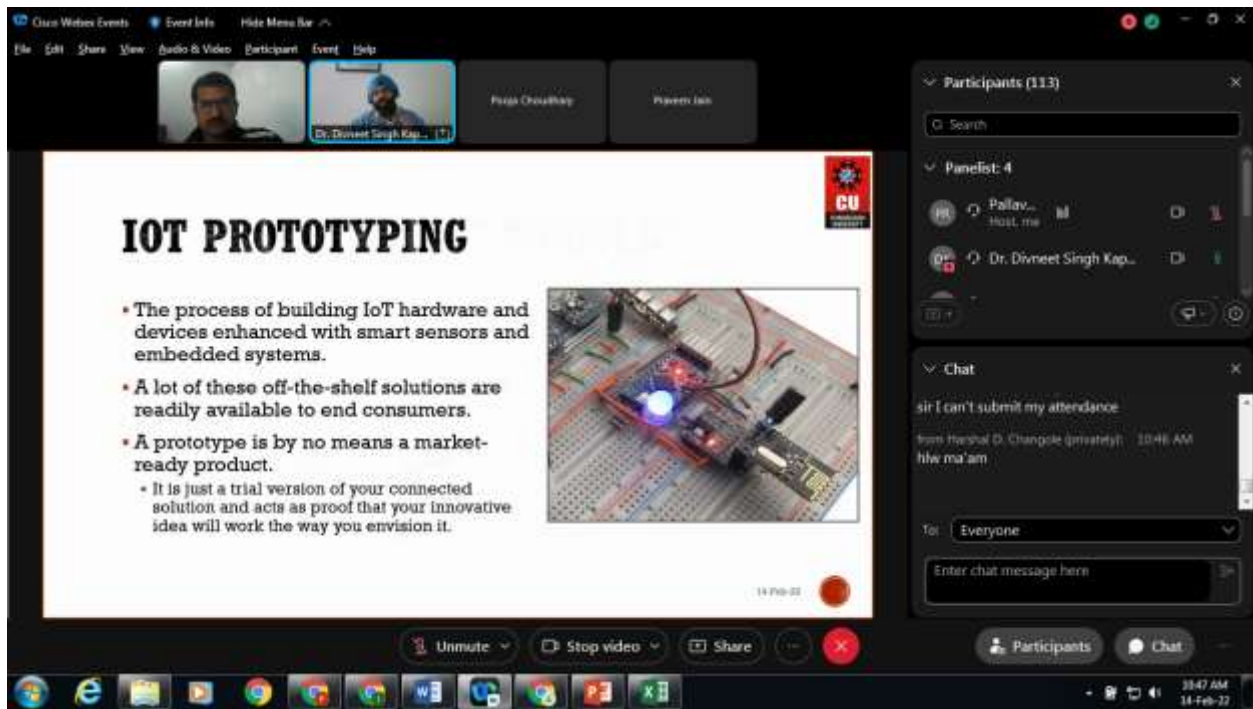 Cisco Webex Events
Event Info
Hide Menu Bar
File Edit Share View Audio & Video Participant Event Help
Dr. Divneet Singh Kap...
Pooja Choudhary
Praveen Jain
CU
IOT PROTOTYPING
• The process of building IoT hardware and
devices enhanced with smart sensors and
embedded systems.
• A lot of these off-the-shelf solutions are
readily available to end consumers.
• A prototype is by no means a market-
ready product.
• It is just a trial version of your connected
solution and acts as proof that your innovative
idea will work the way you envision it.
14-Feb-22
Participants (113)
Search
Panelist: 4
Pallav...
Host, me
Dr. Divneet Singh Kap...
Chat
sir I can't submit my attendance
from Harshal D. Changole (privately): 10:46 AM
hlw ma'am
To: Everyone
Enter chat message here
Unmute
Stop video
Share
Participants
Chat
10:47 AM
14-Feb-22